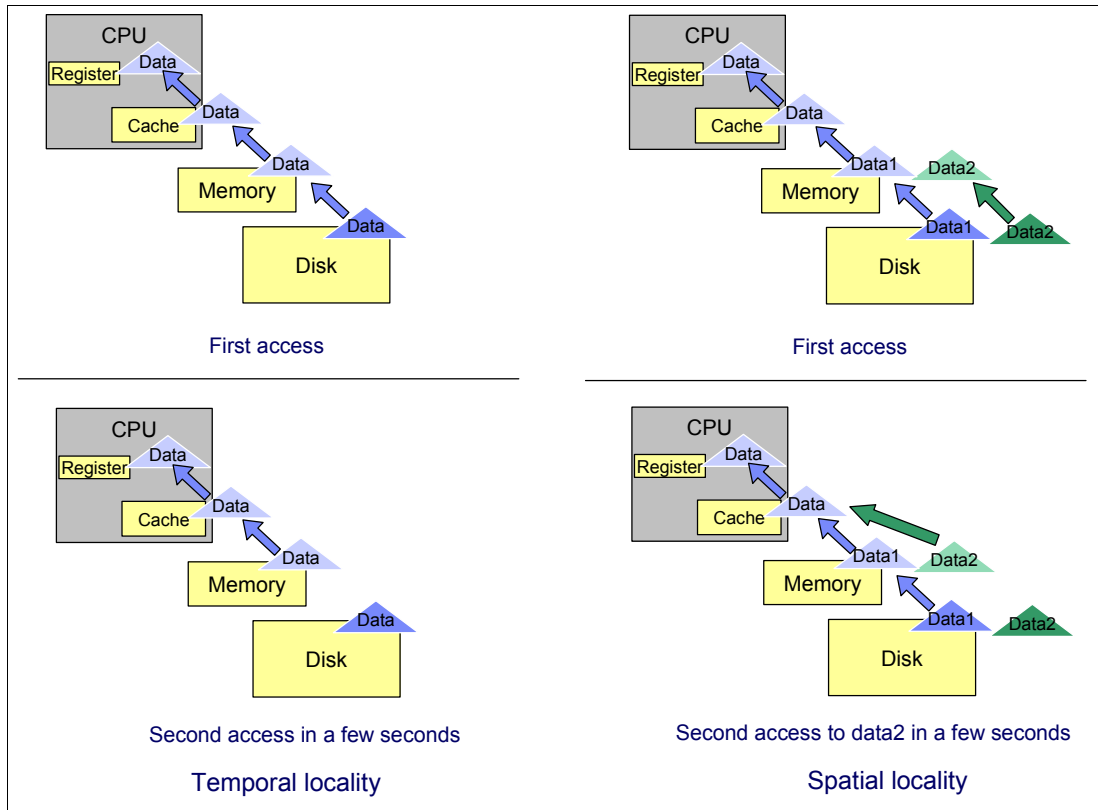 CPU
Data
Register
Data
Cache
Data
Memory
Data
Disk
First access
CPU
Data
Register
Data
Cache
Data1
Data2
Memory
Data1
Data2
Disk
First access
CPU
Data
Register
Data
Cache
Data
Memory
Data
Disk
Second access in a few seconds
Temporal locality
CPU
Data
Register
Data
Cache
Data1
Data2
Memory
Data1
Data2
Disk
Second access to data2 in a few seconds
Spatial locality